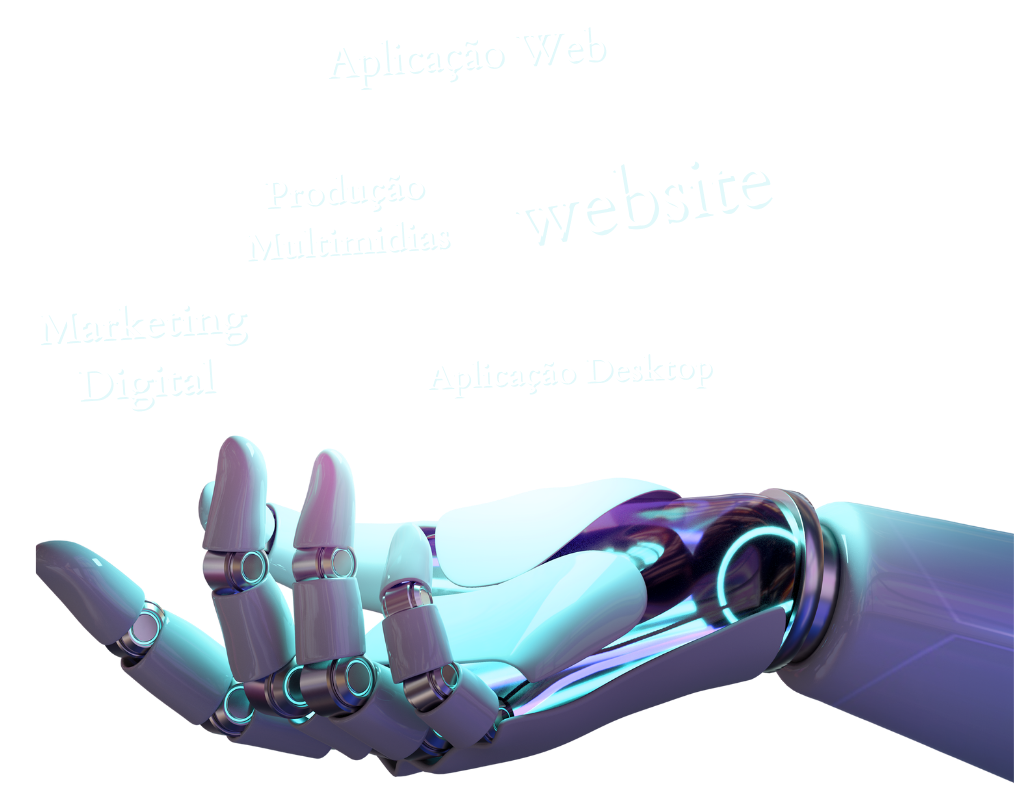 Aplicação Web
Produção
Multimidias
website
Marketing
Digital
Aplicação Desktop